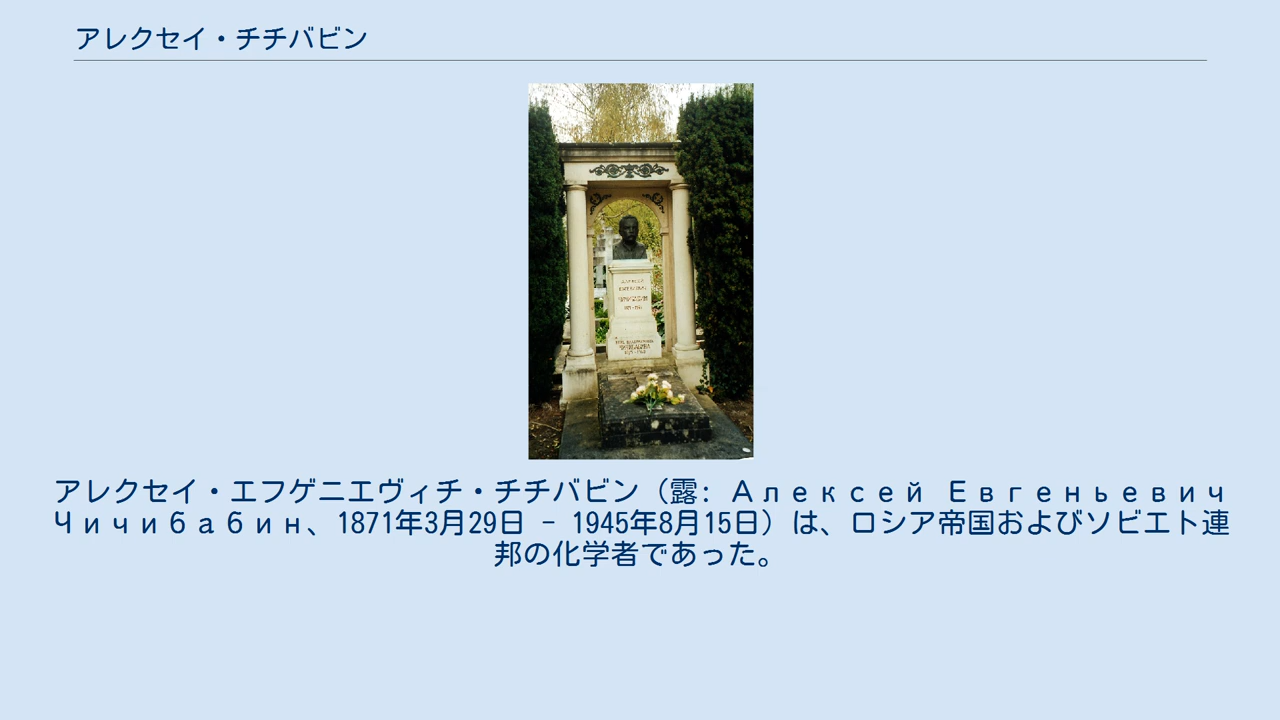 アレクセイ・チチバビン
アレクセイ・エフゲニエヴィチ・チチバビン（露: Алексей Евгеньевич
Чичибабин、1871年3月29日 - 1945年8月15日）は、ロシア帝国およびソビエト連
邦の化学者であった。